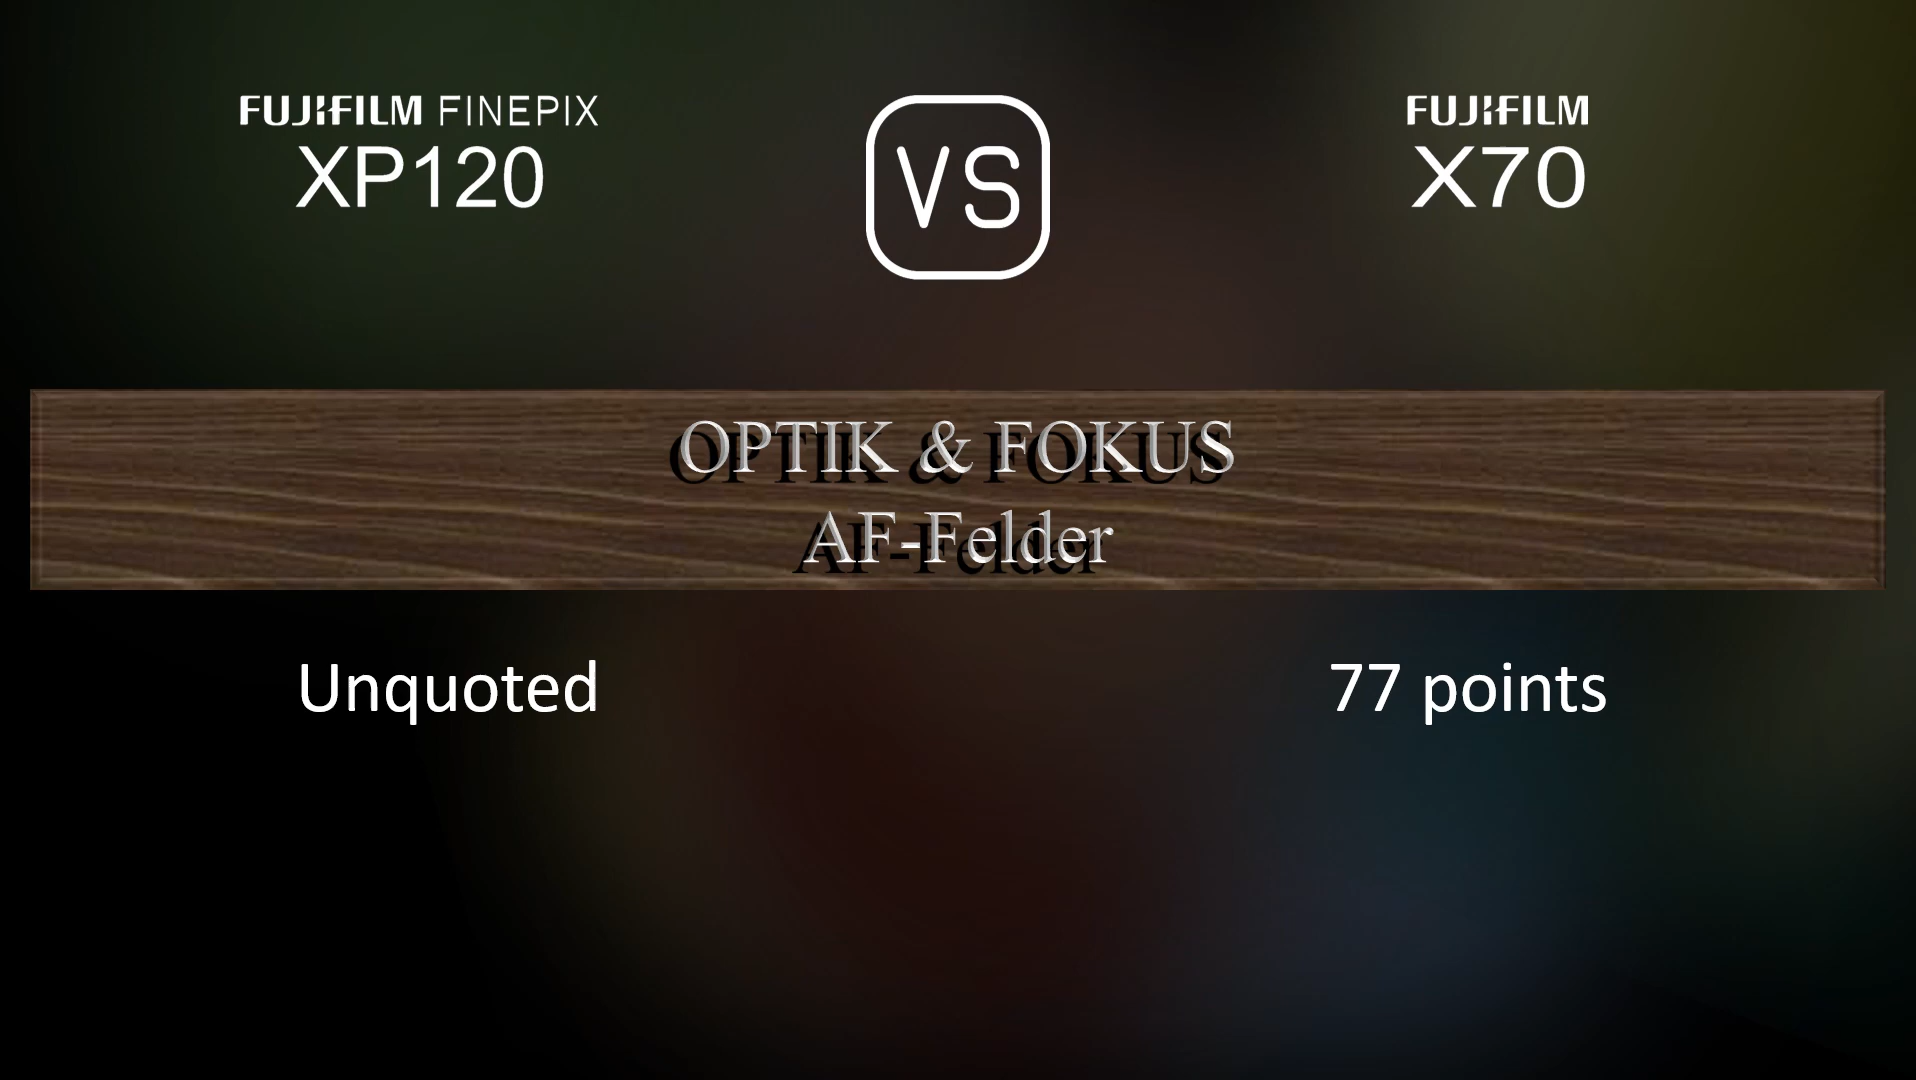 FUJIFILM FINEPIX
XP120
VS
FUJIFILM
X70
OPTIK & FOKUS
AF-Felder
Unquoted
77 points